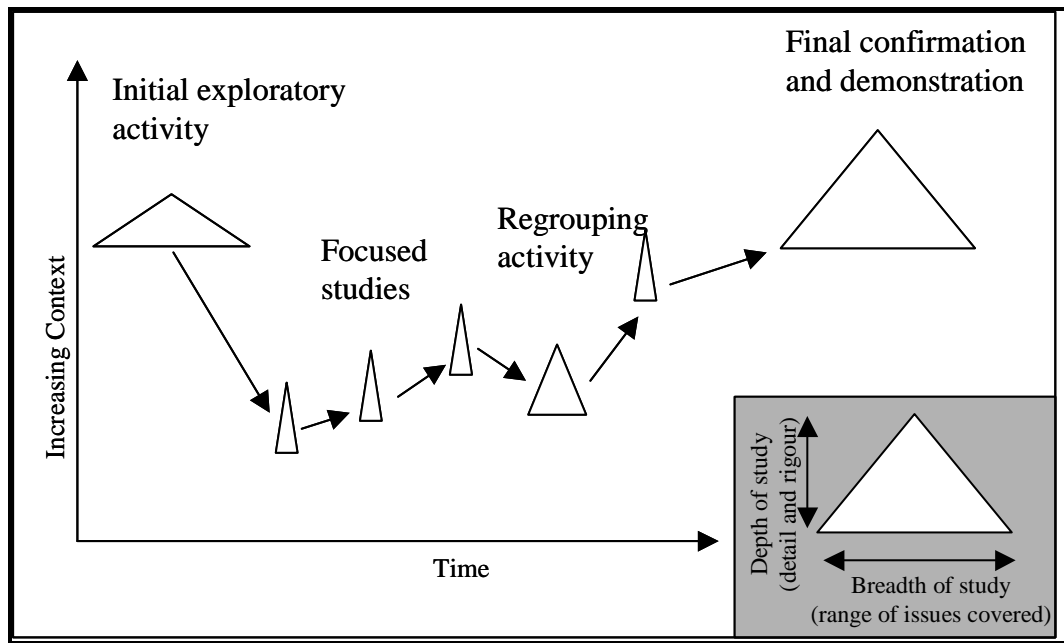 Final confirmation
and demonstration
Initial exploratory
activity
Regrouping
activity
Focused
studies
Increasing Context
Time
Depth of study
(detail and rigour)
Breadth of study
(range of issues covered)